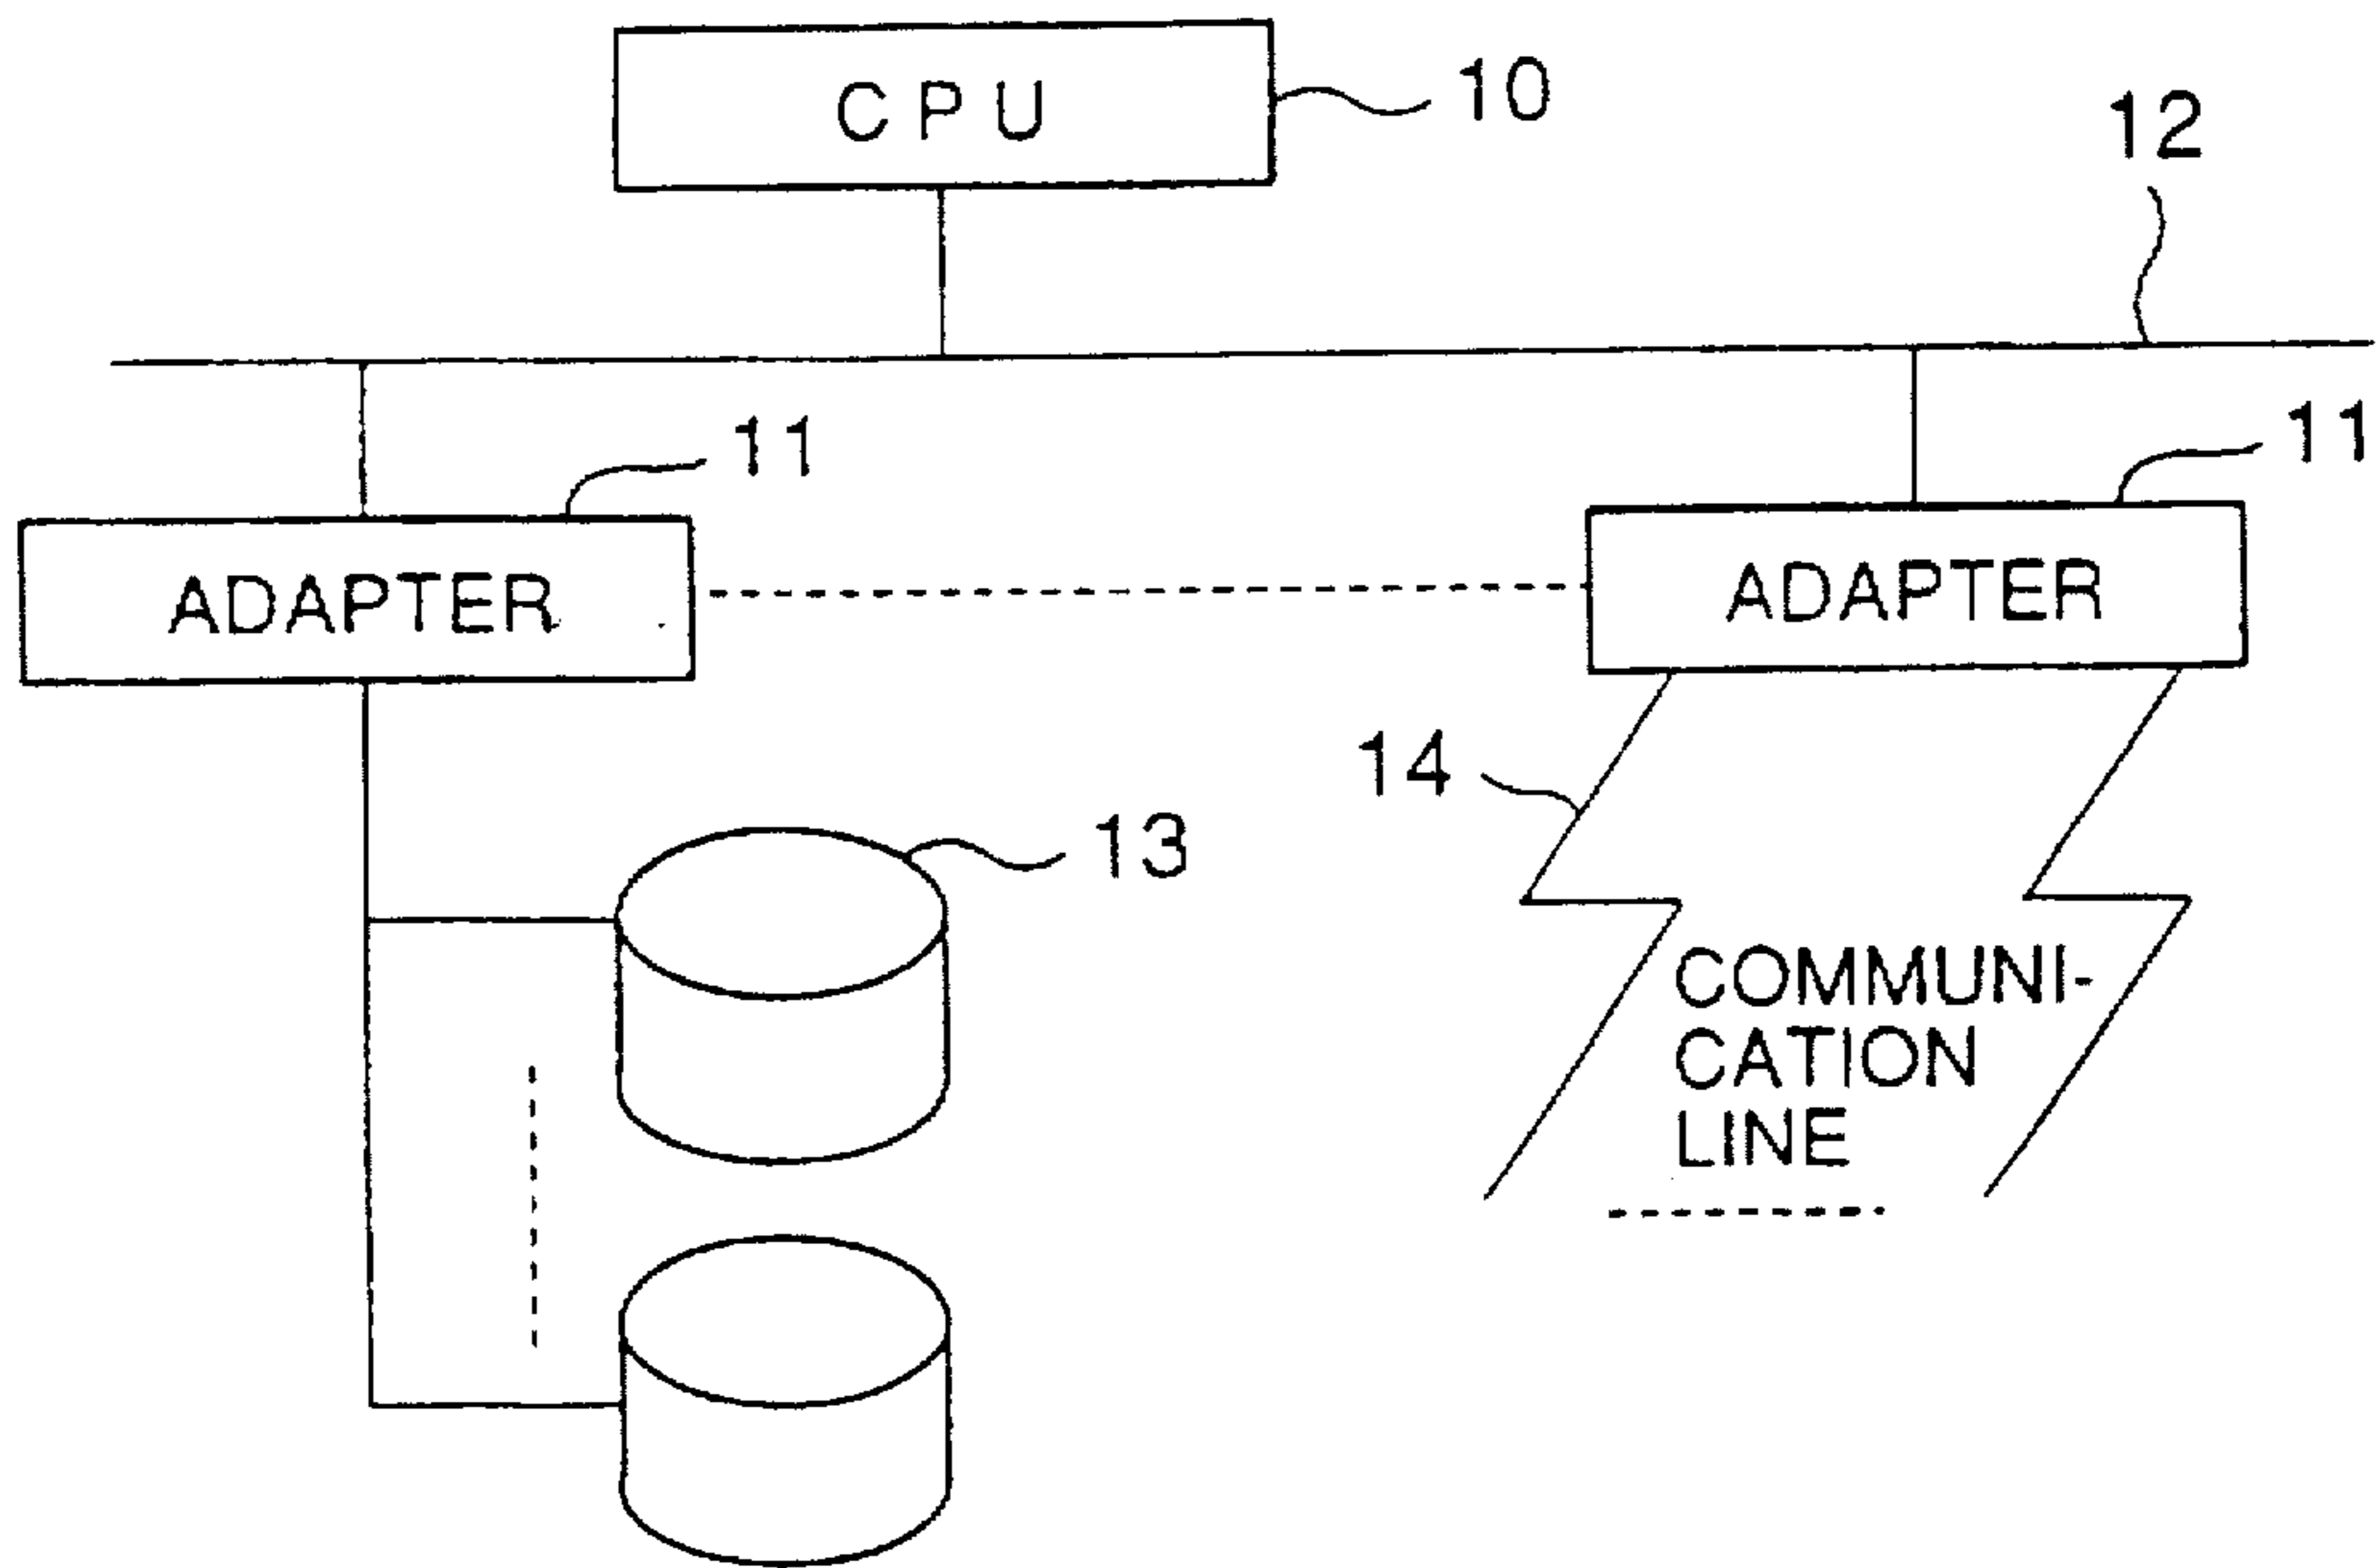 CPU
10
12
11
11
ADAPTER
ADAPTER
14
13
COMMUNI-
CATION
LINE